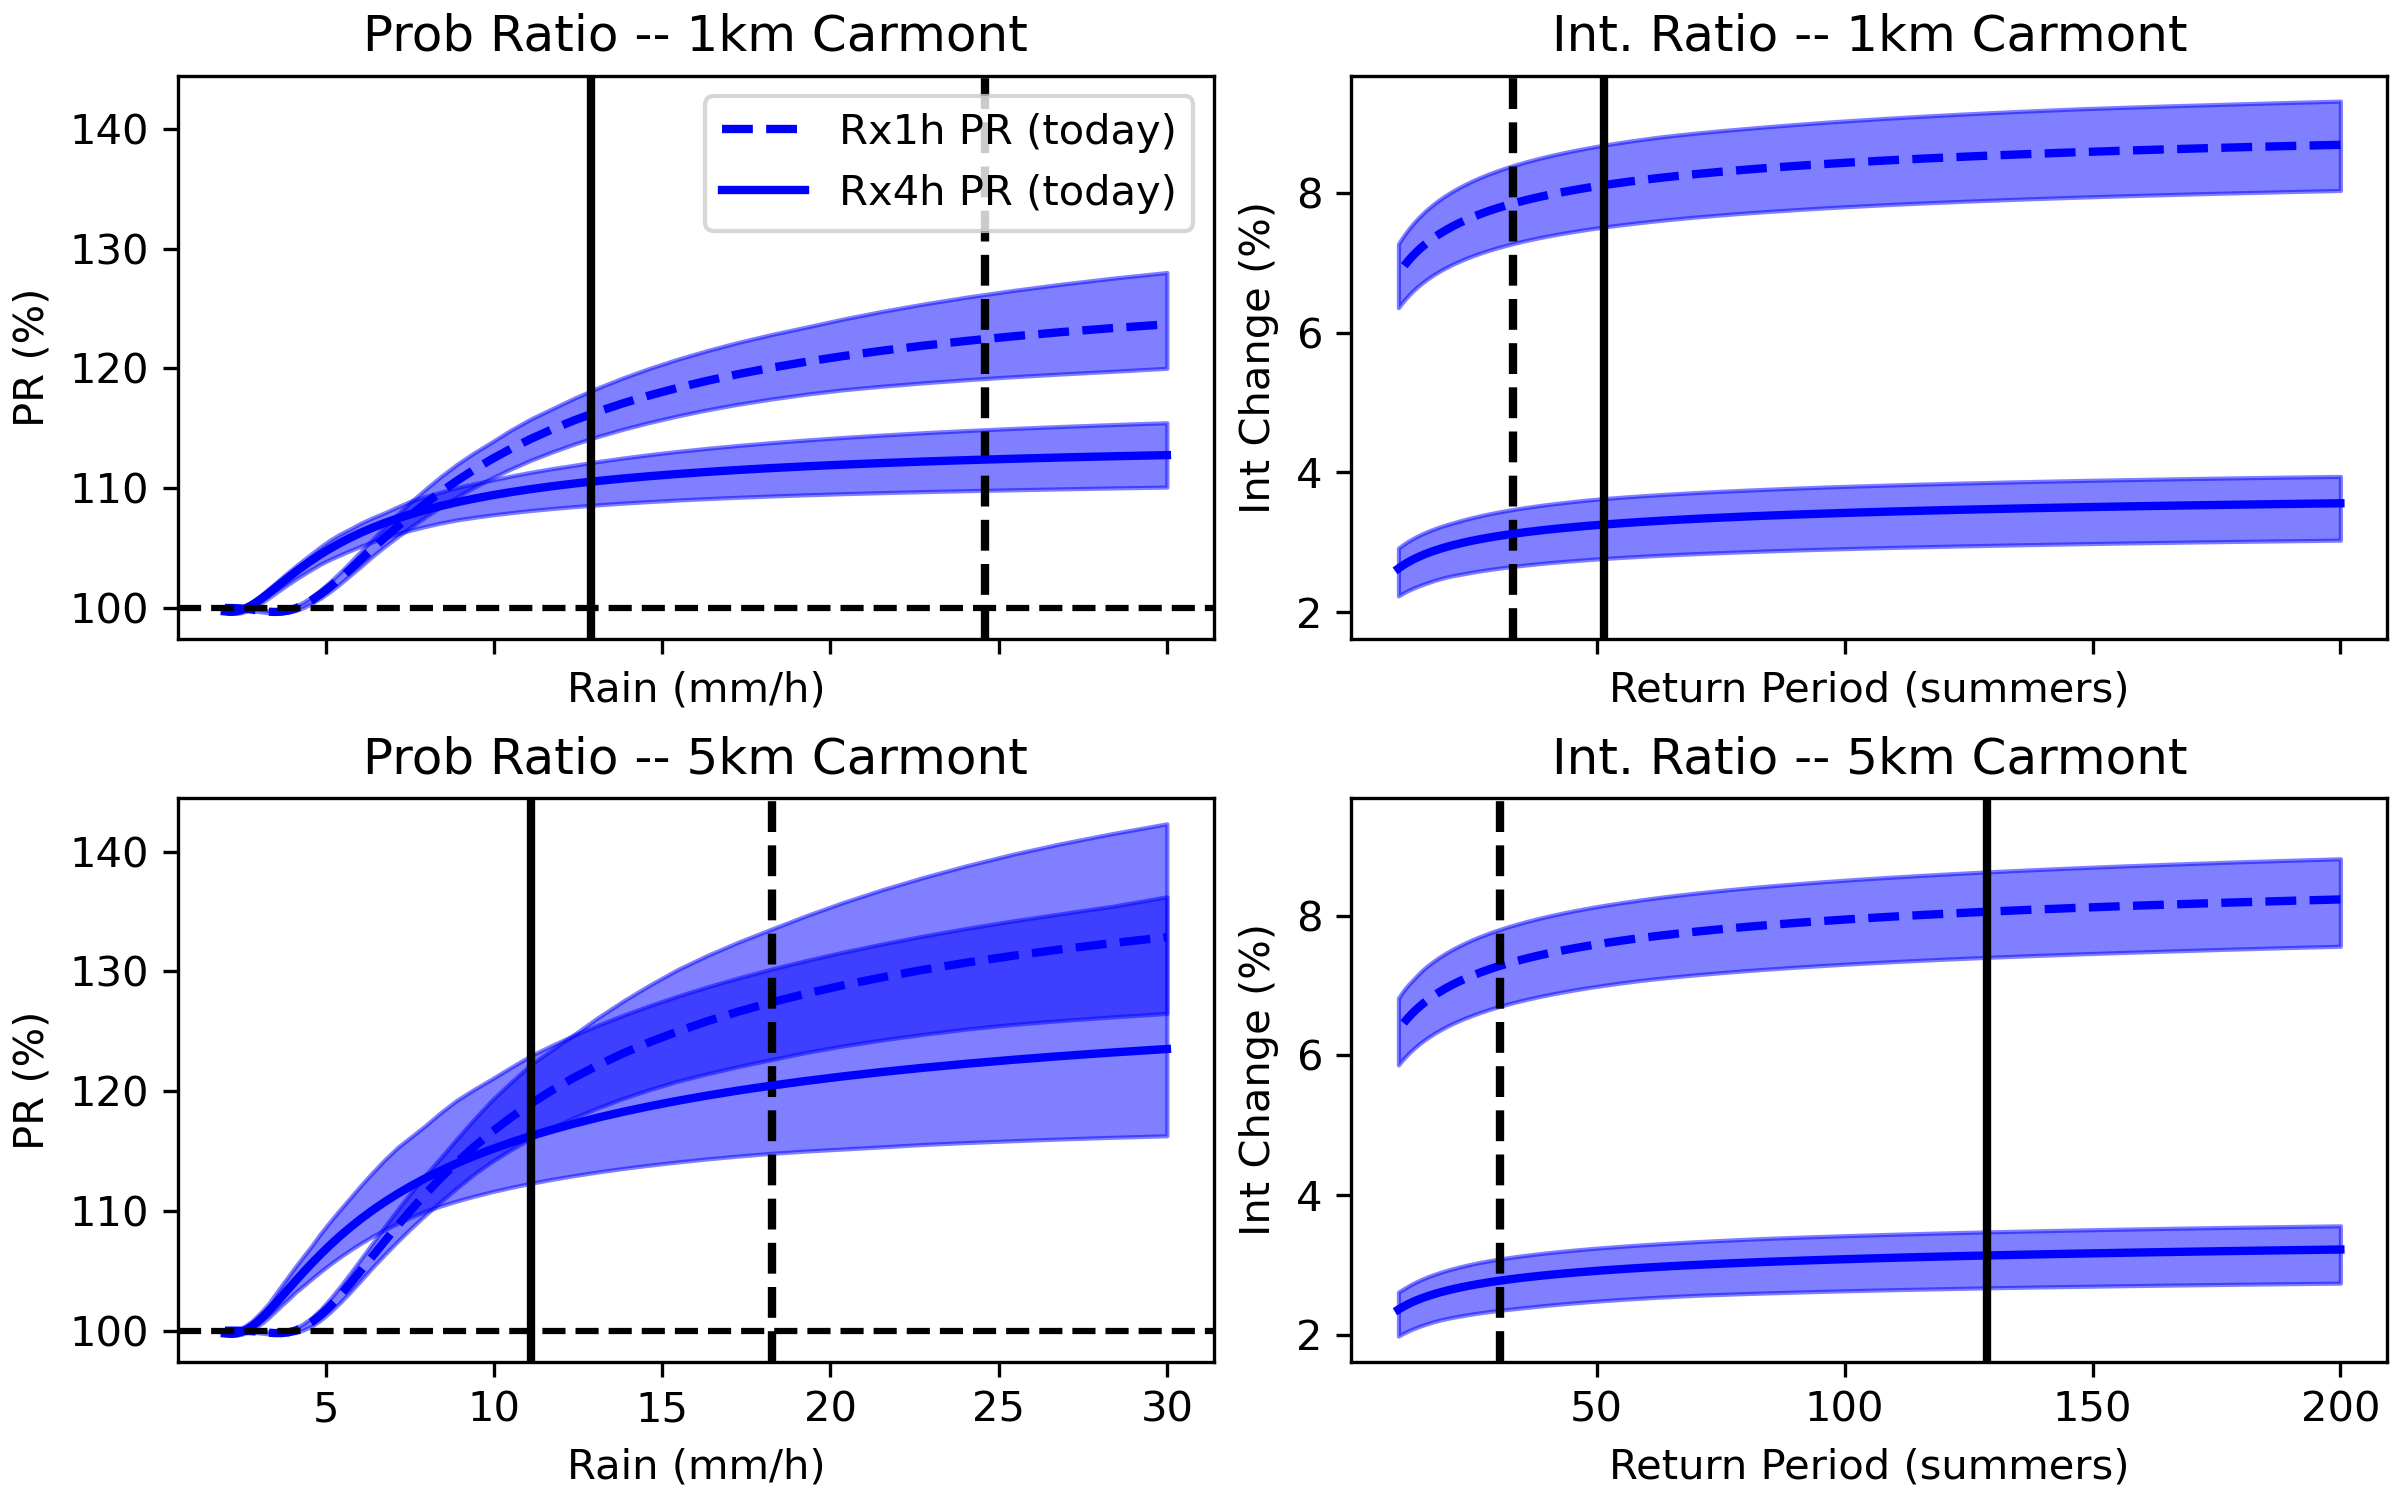 Prob Ratio -- 1km Carmont
PR (%)
140
130
120
110
100
Rx1h PR (today)
Rx4h PR (today)
Rain (mm/h)
Int. Ratio -- 1km Carmont
Int Change (%)
8
6
4
2
Return Period (summers)
Prob Ratio -- 5km Carmont
PR (%)
140
130
120
110
100
5 10 15 20 25 30
Rain (mm/h)
Int. Ratio -- 5km Carmont
Int Change (%)
8
6
4
2
50 100 150 200
Return Period (summers)